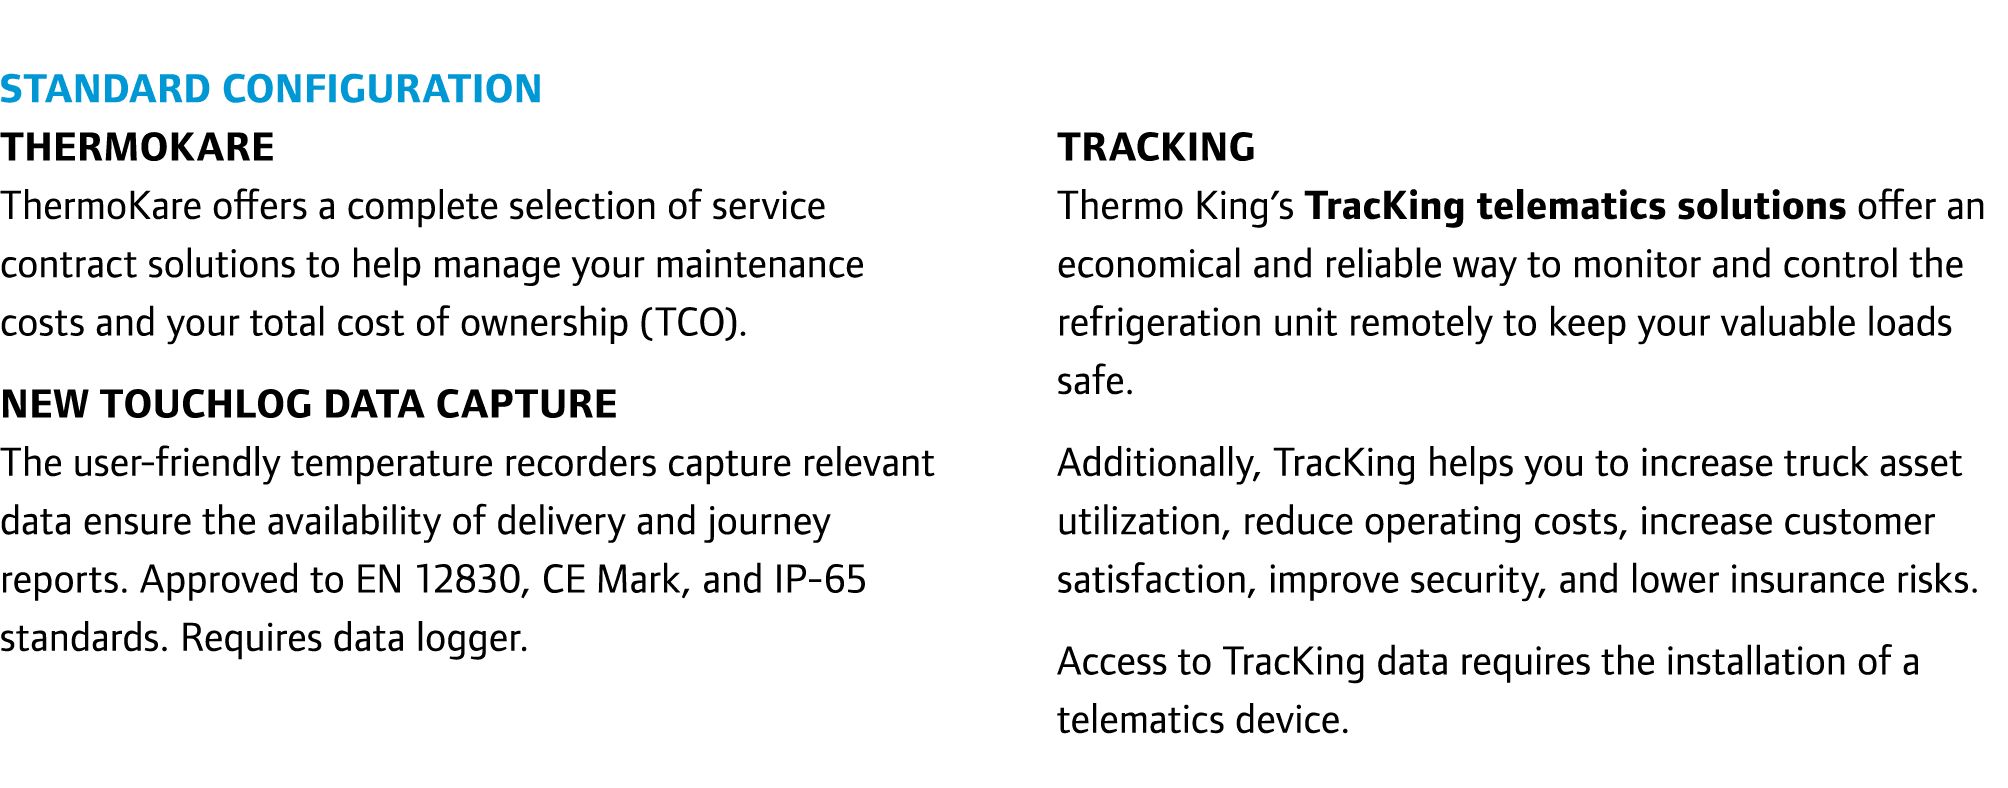 STANDARD CONFIGURATION
THERMOKARE
ThermoKare offers a complete selection of service
contract solutions to help manage your maintenance
costs and your total cost of ownership (TCO).
NEW TOUCHLOG DATA CAPTURE
The user-friendly temperature recorders capture relevant
data ensure the availability of delivery and journey
reports. Approved to EN 12830, CE Mark, and IP-65
standards. Requires data logger.
TRACKING
Thermo King’s TracKing telematics solutions offer an
economical and reliable way to monitor and control the
refrigeration unit remotely to keep your valuable loads
safe.
Additionally, TracKing helps you to increase truck asset
utilization, reduce operating costs, increase customer
satisfaction, improve security, and lower insurance risks.
Access to TracKing data requires the installation of a
telematics device.